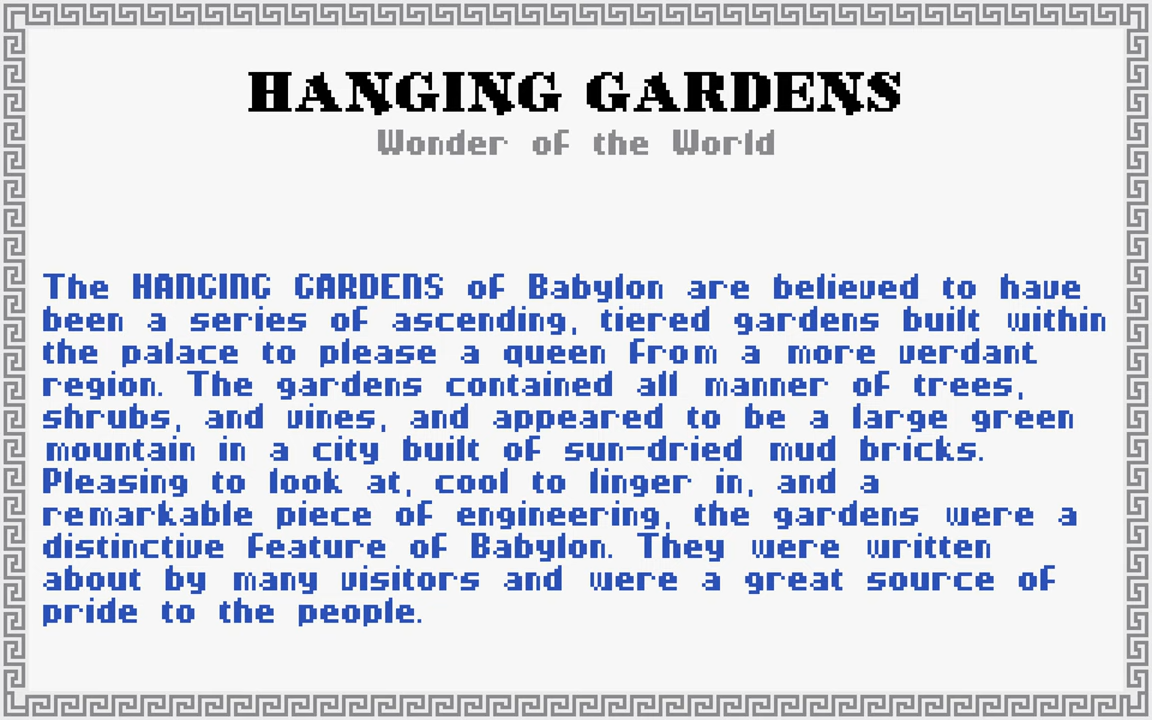 HANGING GARDENS
Wonder of the World
The HANGING GARDENS of Babylon are believed to have
been a series of ascending, tiered gardens built within
the palace to please a queen from a more verdant
region. The gardens contained all manner of trees,
shrubs, and vines, and appeared to be a large green
mountain in a city built of sun-dried mud bricks.
Pleasing to look at, cool to linger in, and a
remarkable piece of engineering, the gardens were a
distinctive feature of Babylon. They were written
about by many visitors and were a great source of
pride to the people.